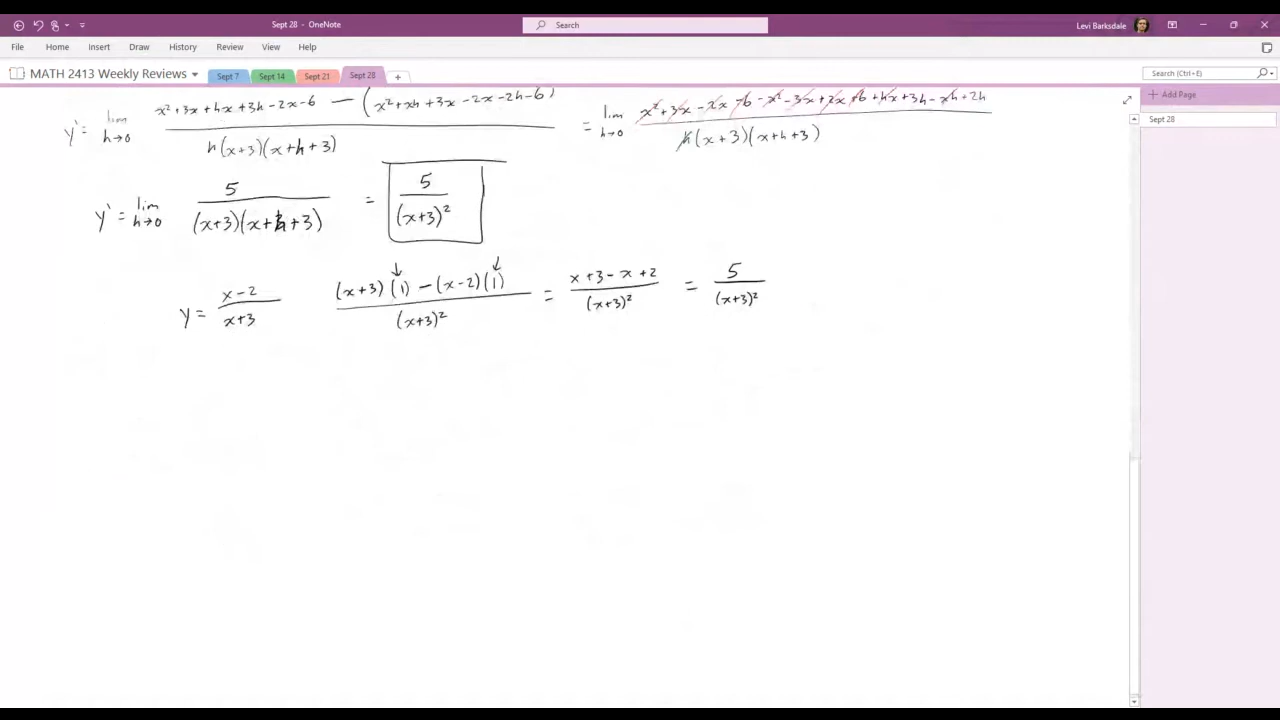 Sept 28 - OneNote
Search
Levi Barksdale
File Home Insert Draw History Review View Help
MATH 2413 Weekly Reviews
Sept 7 Sept 14 Sept 21 Sept 28 +
Search (Ctrl+E)
+ Add Page
Sept 28
y' = lim h→0 x²+3x+hx+3h-2x-6 - (x²+xh+3x-2x-2h-6) / h(x+3)(x+h+3) = lim h→0 x²+3x-2x-6-x²-3x+2x+6+hx+3h-xh+2h / h(x+3)(x+h+3)
y' = lim h→0 5 / (x+3)(x+h+3) = 5 / (x+3)²
y = x-2 / x+3 (x+3)(1) - (x-2)(1) / (x+3)² = x+3-x+2 / (x+3)² = 5 / (x+3)²